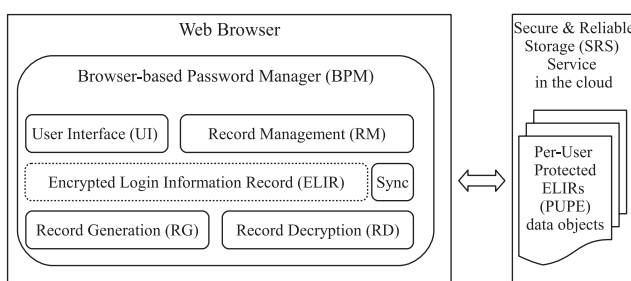 Web Browser
Browser-based Password Manager (BPM)
User Interface (UI)
Record Management (RM)
Encrypted Login Information Record (ELIR)
Sync
Record Generation (RG)
Record Decryption (RD)
Secure & Reliable
Storage (SRS)
Service
in the cloud
Per-User
Protected
ELIRs
(PUPE)
data objects